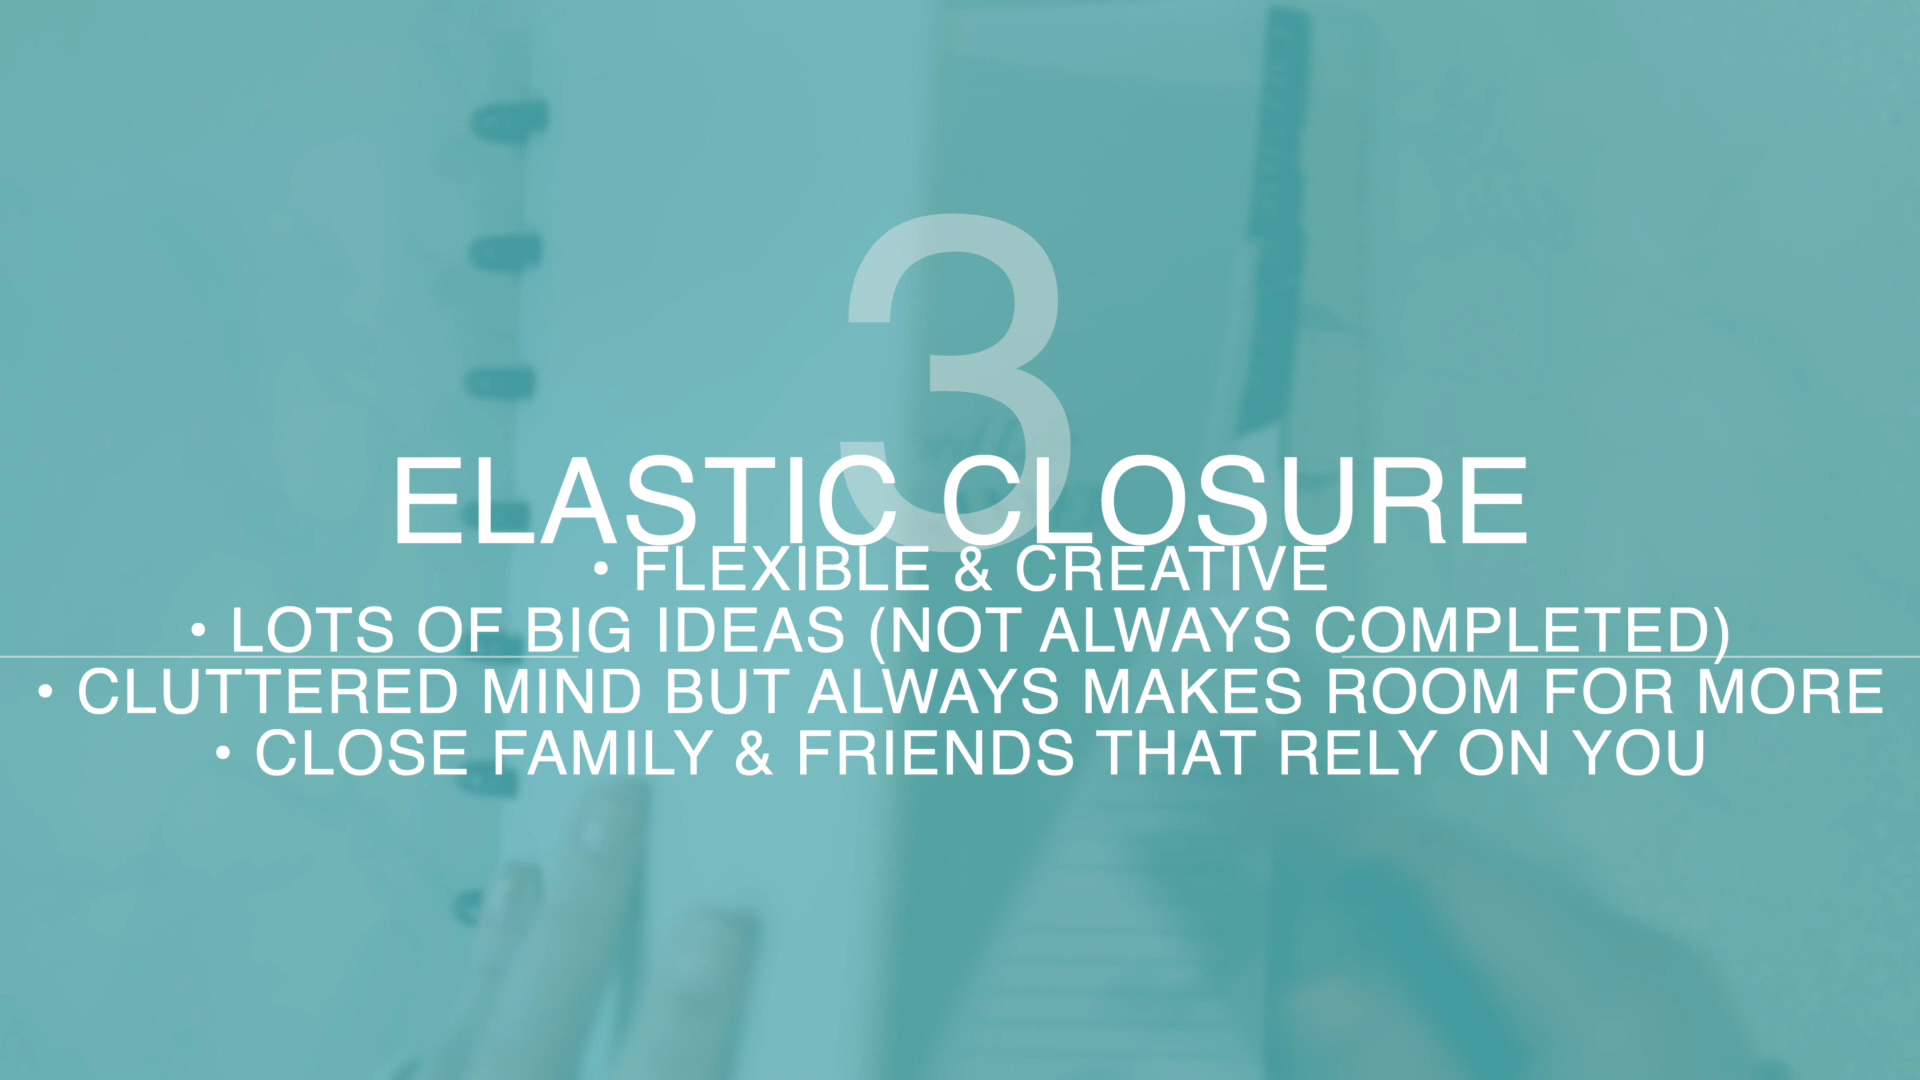 3
ELASTIC CLOSURE
• FLEXIBLE & CREATIVE
• LOTS OF BIG IDEAS (NOT ALWAYS COMPLETED)
• CLUTTERED MIND BUT ALWAYS MAKES ROOM FOR MORE
• CLOSE FAMILY & FRIENDS THAT RELY ON YOU